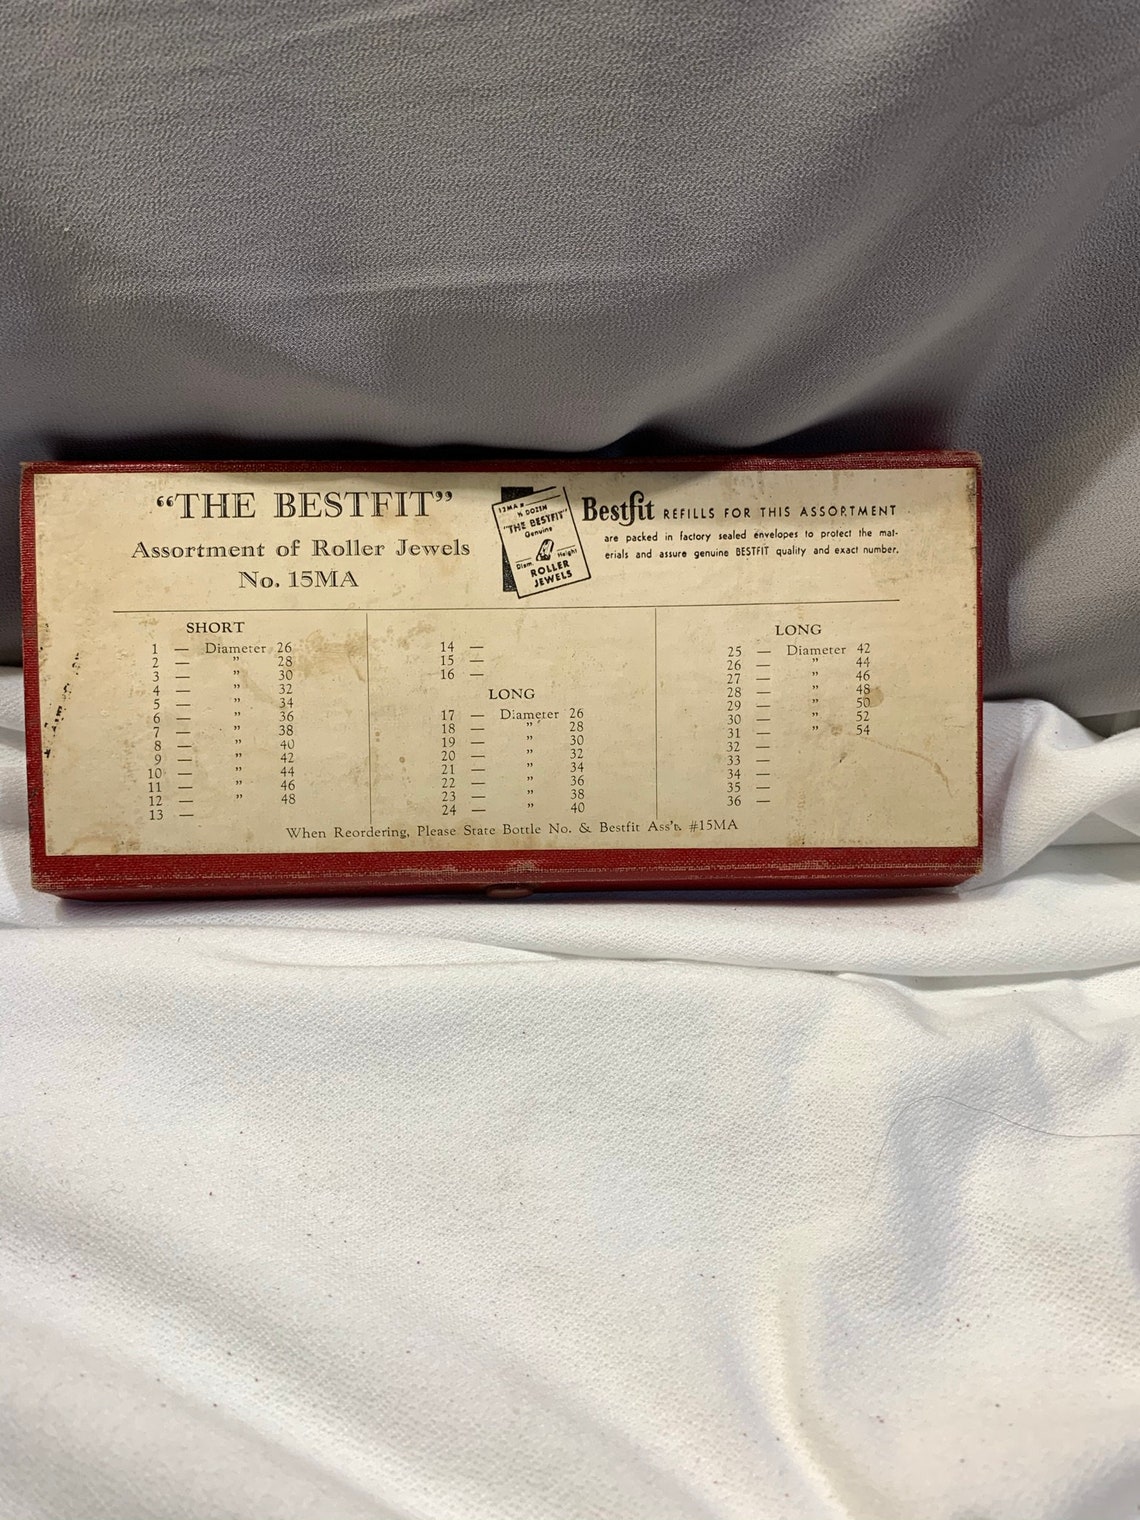 "THE BESTFIT"
Assortment of Roller Jewels
No. 15MA
12MA #
½ DOZEN
"THE BESTFIT"
Genuine
Diam Height
ROLLER
JEWELS
Bestfit REFILLS FOR THIS ASSORTMENT
are packed in factory sealed envelopes to protect the mat-
erials and assure genuine BESTFIT quality and exact number.
SHORT
1 — Diameter 26
2 — " 28
3 — " 30
4 — " 32
5 — " 34
6 — " 36
7 — " 38
8 — " 40
9 — " 42
10 — " 44
11 — " 46
12 — " 48
13 —
14 —
15 —
16 —
LONG
17 — Diameter 26
18 — " 28
19 — " 30
20 — " 32
21 — " 34
22 — " 36
23 — " 38
24 — " 40
LONG
25 — Diameter 42
26 — " 44
27 — " 46
28 — " 48
29 — " 50
30 — " 52
31 — " 54
32 —
33 —
34 —
35 —
36 —
When Reordering, Please State Bottle No. & Bestfit Ass't. #15MA